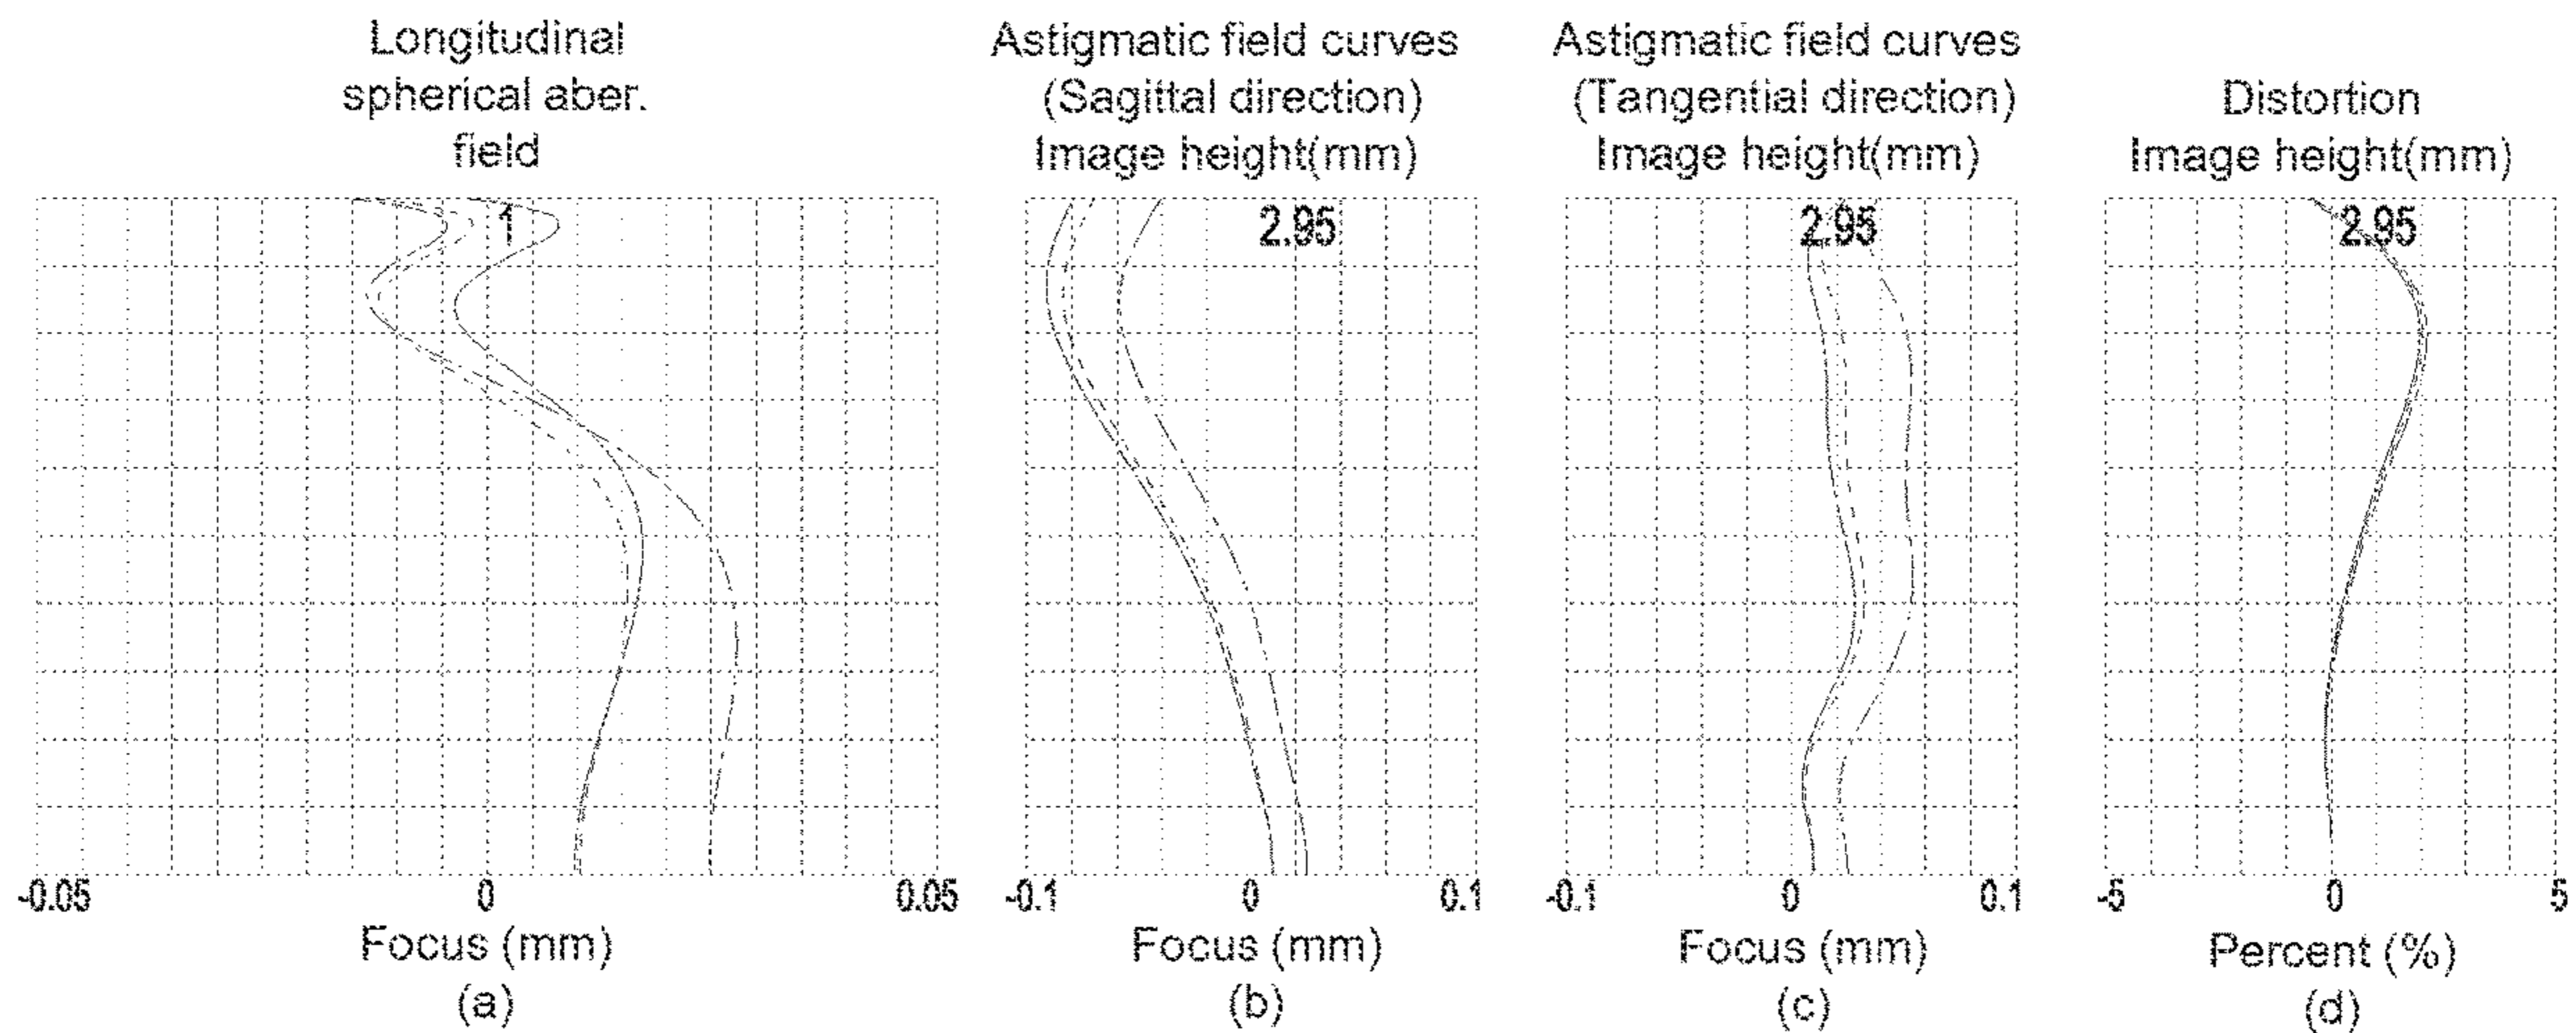 Longitudinal
spherical aber.
field
1
-0.05 0 0.05
Focus (mm)
(a)
Astigmatic field curves
(Sagittal direction)
Image height(mm)
2.95
-0.1 0 0.1
Focus (mm)
(b)
Astigmatic field curves
(Tangential direction)
Image height(mm)
2.95
-0.1 0 0.1
Focus (mm)
(c)
Distortion
Image height(mm)
2.95
-5 0 5
Percent (%)
(d)